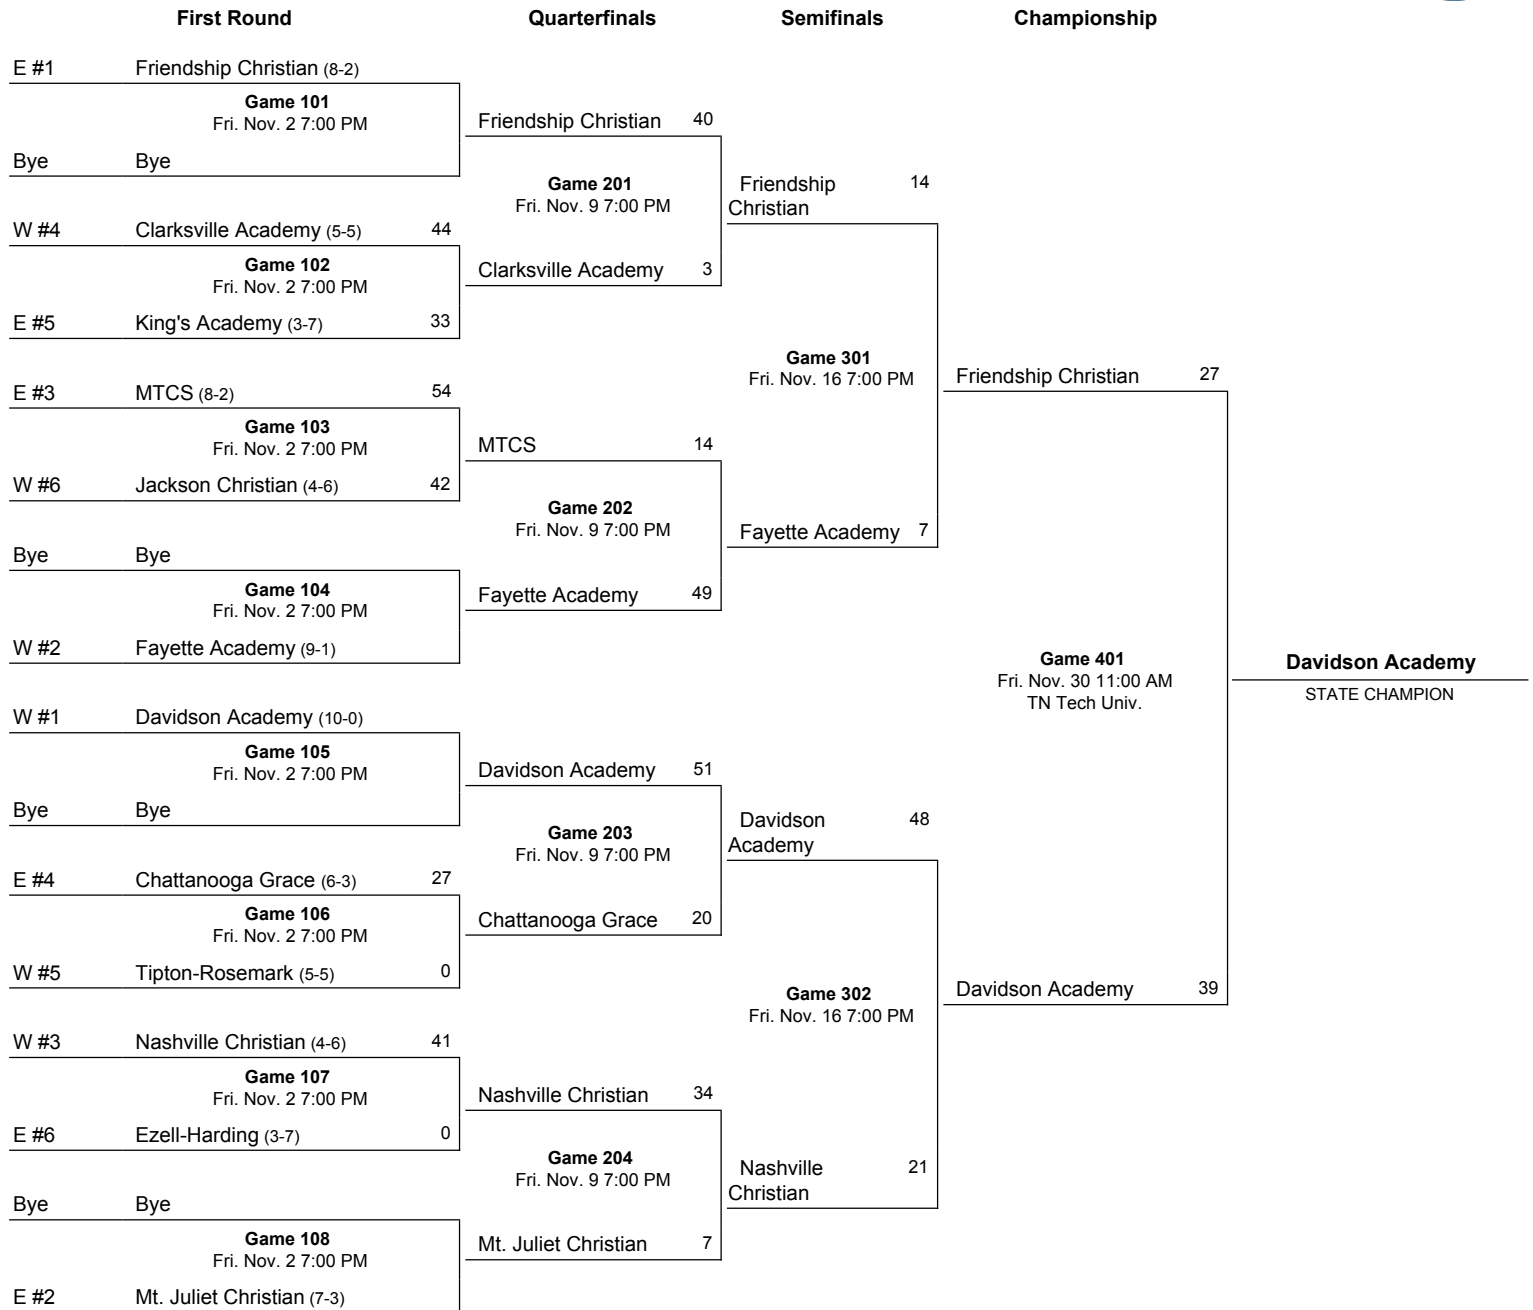 First Round Quarterfinals Semifinals Championship
E #1 Friendship Christian (8-2)
Game 101
Fri. Nov. 2 7:00 PM
Bye Bye
W #4 Clarksville Academy (5-5) 44
Game 102
Fri. Nov. 2 7:00 PM
E #5 King's Academy (3-7) 33
E #3 MTCS (8-2) 54
Game 103
Fri. Nov. 2 7:00 PM
W #6 Jackson Christian (4-6) 42
Bye Bye
Game 104
Fri. Nov. 2 7:00 PM
W #2 Fayette Academy (9-1)
W #1 Davidson Academy (10-0)
Game 105
Fri. Nov. 2 7:00 PM
Bye Bye
E #4 Chattanooga Grace (6-3) 27
Game 106
Fri. Nov. 2 7:00 PM
W #5 Tipton-Rosemark (5-5) 0
W #3 Nashville Christian (4-6) 41
Game 107
Fri. Nov. 2 7:00 PM
E #6 Ezell-Harding (3-7) 0
Bye Bye
Game 108
Fri. Nov. 2 7:00 PM
E #2 Mt. Juliet Christian (7-3)
Friendship Christian 40
Game 201
Fri. Nov. 9 7:00 PM
Clarksville Academy 3
MTCS 14
Game 202
Fri. Nov. 9 7:00 PM
Fayette Academy 49
Davidson Academy 51
Game 203
Fri. Nov. 9 7:00 PM
Chattanooga Grace 20
Nashville Christian 34
Game 204
Fri. Nov. 9 7:00 PM
Mt. Juliet Christian 7
Friendship 14
Christian
Game 301
Fri. Nov. 16 7:00 PM
Fayette Academy 7
Davidson 48
Academy
Game 302
Fri. Nov. 16 7:00 PM
Nashville 21
Christian
Friendship Christian 27
Game 401
Fri. Nov. 30 11:00 AM
TN Tech Univ.
Davidson Academy 39
Davidson Academy
STATE CHAMPION